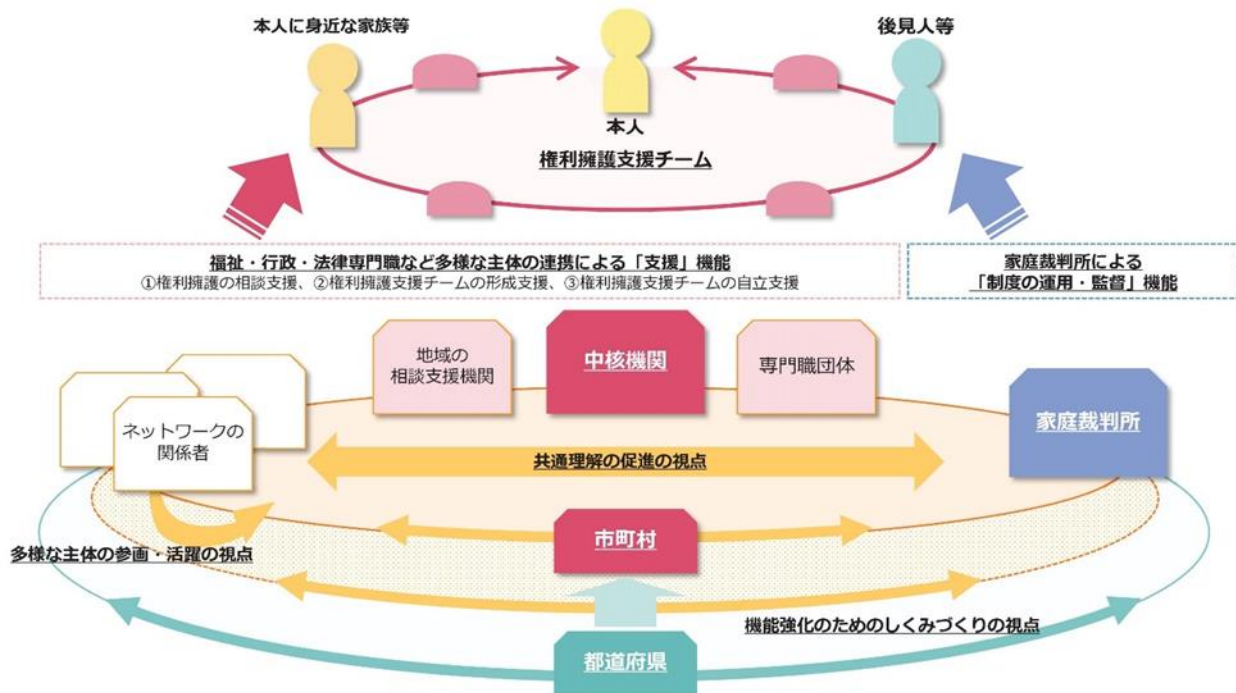 本人に身近な家族等
後見人等
本人
権利擁護支援チーム
福祉・行政・法律専門職など多様な主体の連携による「支援」機能
①権利擁護の相談支援、②権利擁護支援チームの形成支援、③権利擁護支援チームの自立支援
家庭裁判所による
「制度の運用・監督」機能
地域の
相談支援機関
中核機関
専門職団体
ネットワークの
関係者
家庭裁判所
共通理解の促進の視点
市町村
多様な主体の参画・活躍の視点
機能強化のためのしくみづくりの視点
都道府県